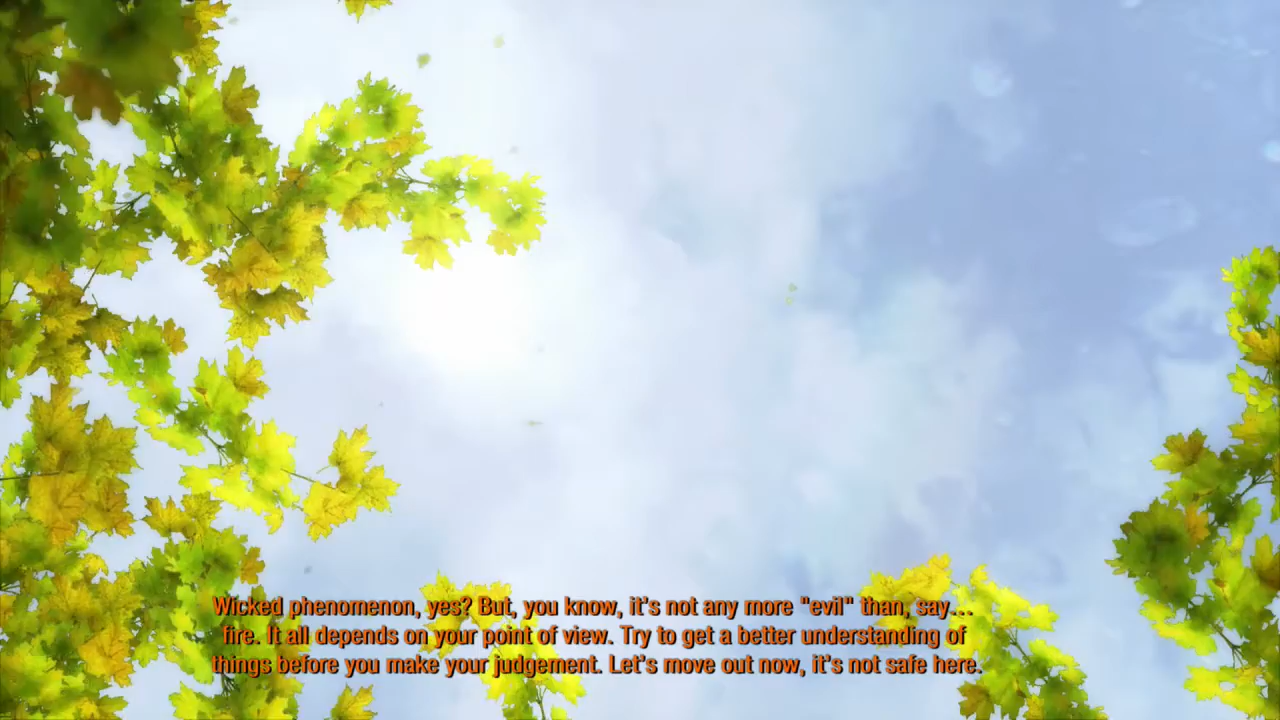 Wicked phenomenon, yes? But, you know, it's not any more "evil" than, say...
fire. It all depends on your point of view. Try to get a better understanding of
things before you make your judgement. Let's move out now, it's not safe here.